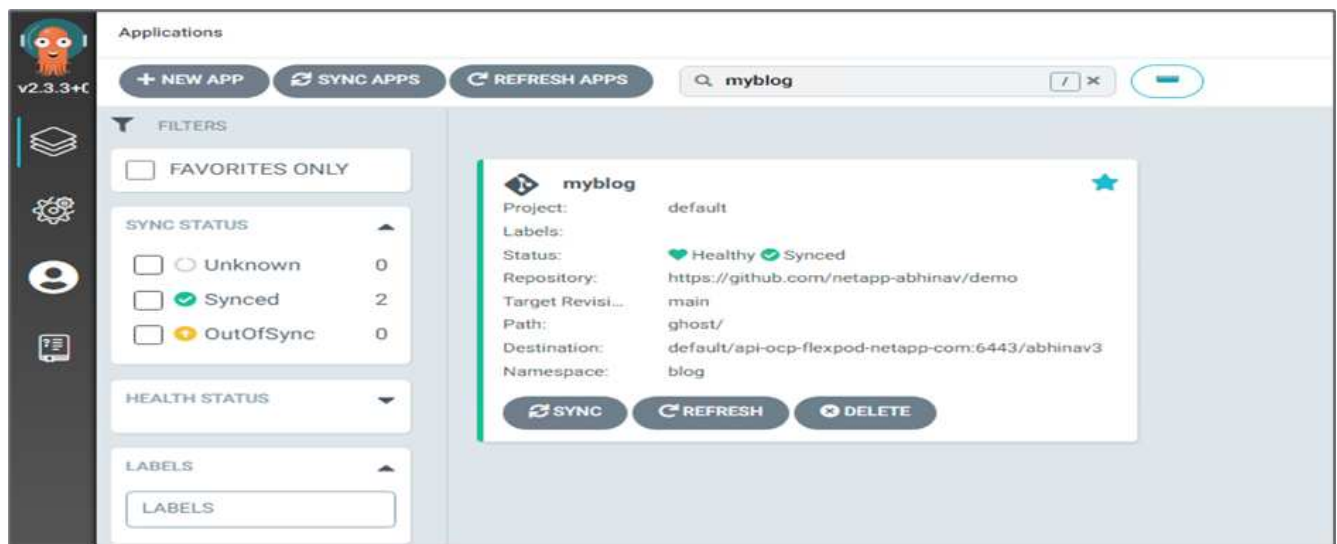 Applications
v2.3.3+0
+ NEW APP
SYNC APPS
REFRESH APPS
myblog
/
FILTERS
FAVORITES ONLY
SYNC STATUS
Unknown 0
Synced 2
OutOfSync 0
HEALTH STATUS
LABELS
LABELS
myblog
Project: default
Labels:
Status: Healthy Synced
Repository: https://github.com/netapp-abhinav/demo
Target Revisi... main
Path: ghost/
Destination: default/api-ocp-flexpod-netapp-com:6443/abhinav3
Namespace: blog
SYNC
REFRESH
DELETE